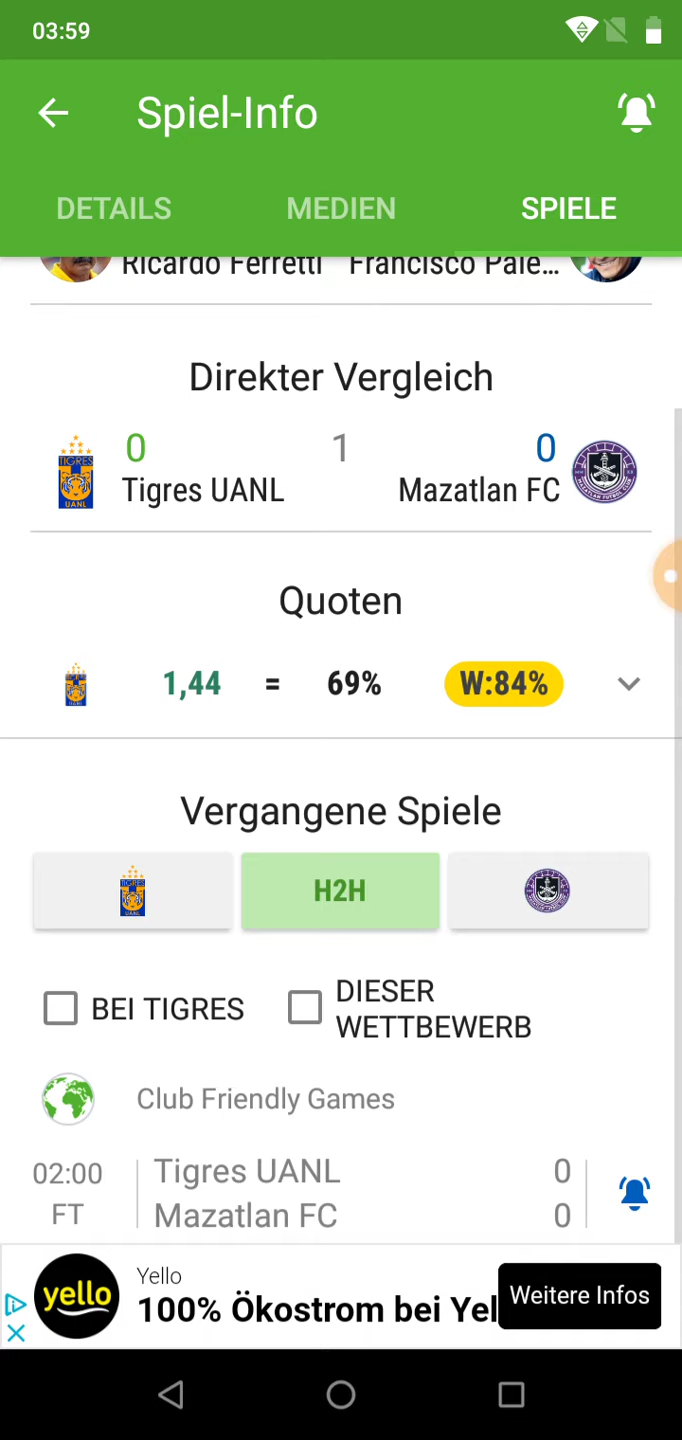 03:59
Spiel-Info
DETAILS MEDIEN SPIELE
Ricardo Ferretti Francisco Pale...
Direkter Vergleich
0 1 0
Tigres UANL Mazatlan FC
Quoten
1,44 = 69% W:84%
Vergangene Spiele
H2H
BEI TIGRES
DIESER
WETTBEWERB
Club Friendly Games
02:00 Tigres UANL 0
FT Mazatlan FC 0
yello
Yello
100% Ökostrom bei Yel
Weitere Infos